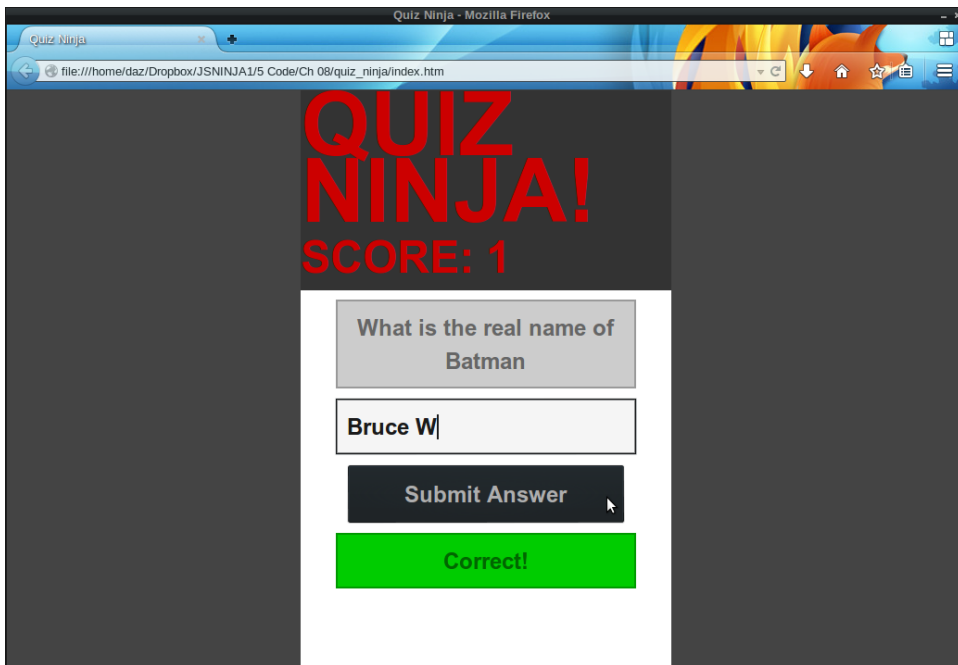 Quiz Ninja - Mozilla Firefox
Quiz Ninja
file:///home/daz/Dropbox/JSNINJA1/5 Code/Ch 08/quiz_ninja/index.htm
QUIZ
NINJA!
SCORE: 1
What is the real name of
Batman
Bruce W
Submit Answer
Correct!